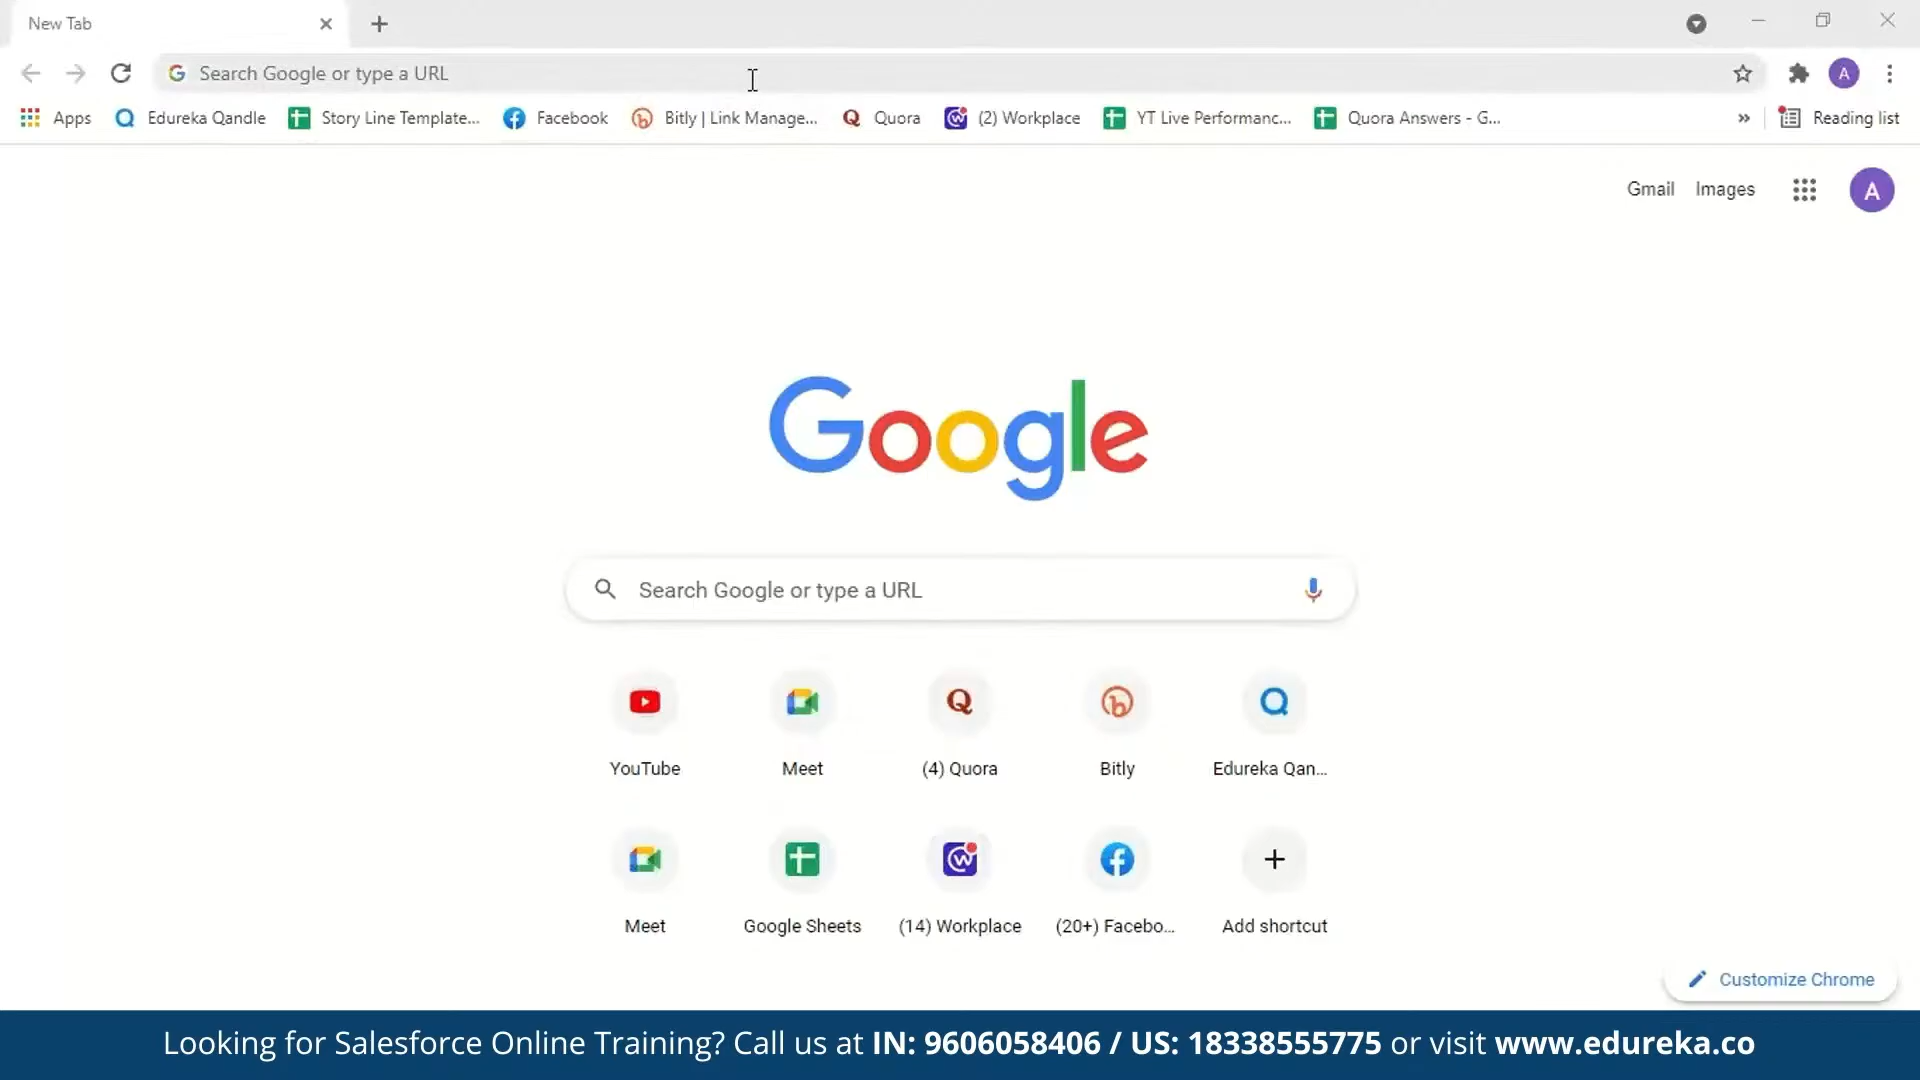 New Tab
Search Google or type a URL
Apps Edureka Qandle Story Line Template... Facebook Bitly | Link Manage... Quora (2) Workplace YT Live Performanc... Quora Answers - G... » Reading list
Gmail Images A
Google
Search Google or type a URL
YouTube Meet (4) Quora Bitly Edureka Qan...
Meet Google Sheets (14) Workplace (20+) Facebo... Add shortcut
Customize Chrome
Looking for Salesforce Online Training? Call us at IN: 9606058406 / US: 18338555775 or visit www.edureka.co